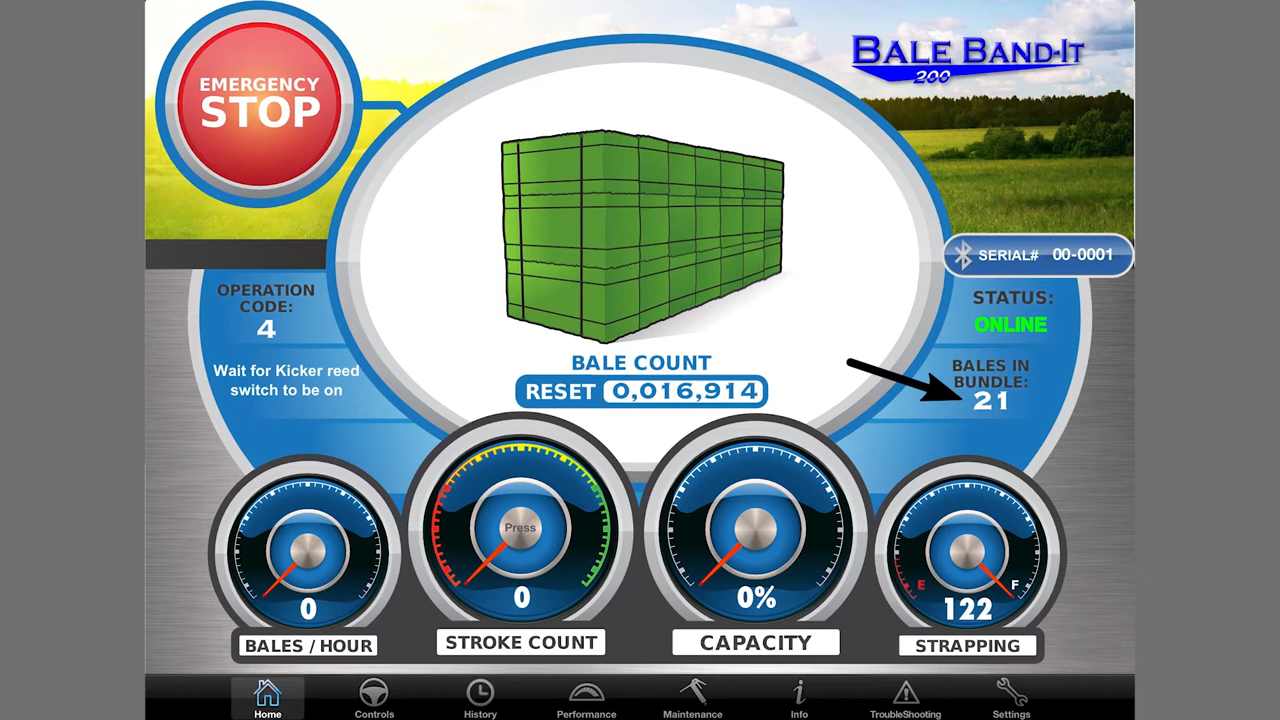 EMERGENCY
STOP
BALE BAND-IT
200
SERIAL# 00-0001
OPERATION
CODE:
4
Wait for Kicker reed
switch to be on
STATUS:
ONLINE
BALES IN
BUNDLE:
21
BALE COUNT
RESET 0,016,914
0
BALES / HOUR
Press
0
STROKE COUNT
0%
CAPACITY
E F
122
STRAPPING
Home
Controls
History
Performance
Maintenance
Info
TroubleShooting
Settings